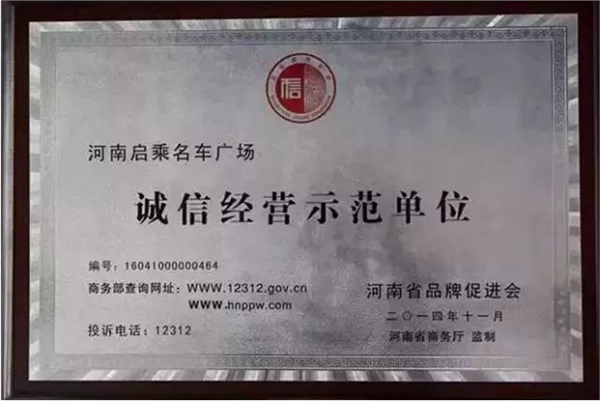 信
河南启乘名车广场
诚信经营示范单位
编号：16041000000464
商务部查询网址：www.12312.gov.cn
www.hnppw.com
投诉电话：12312
河南省品牌促进会
二〇一四年十一月
河南省商务厅 监制